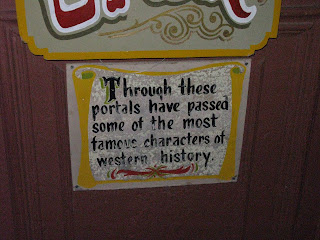 Through these
portals have passed
some of the most
famous characters of
western history.